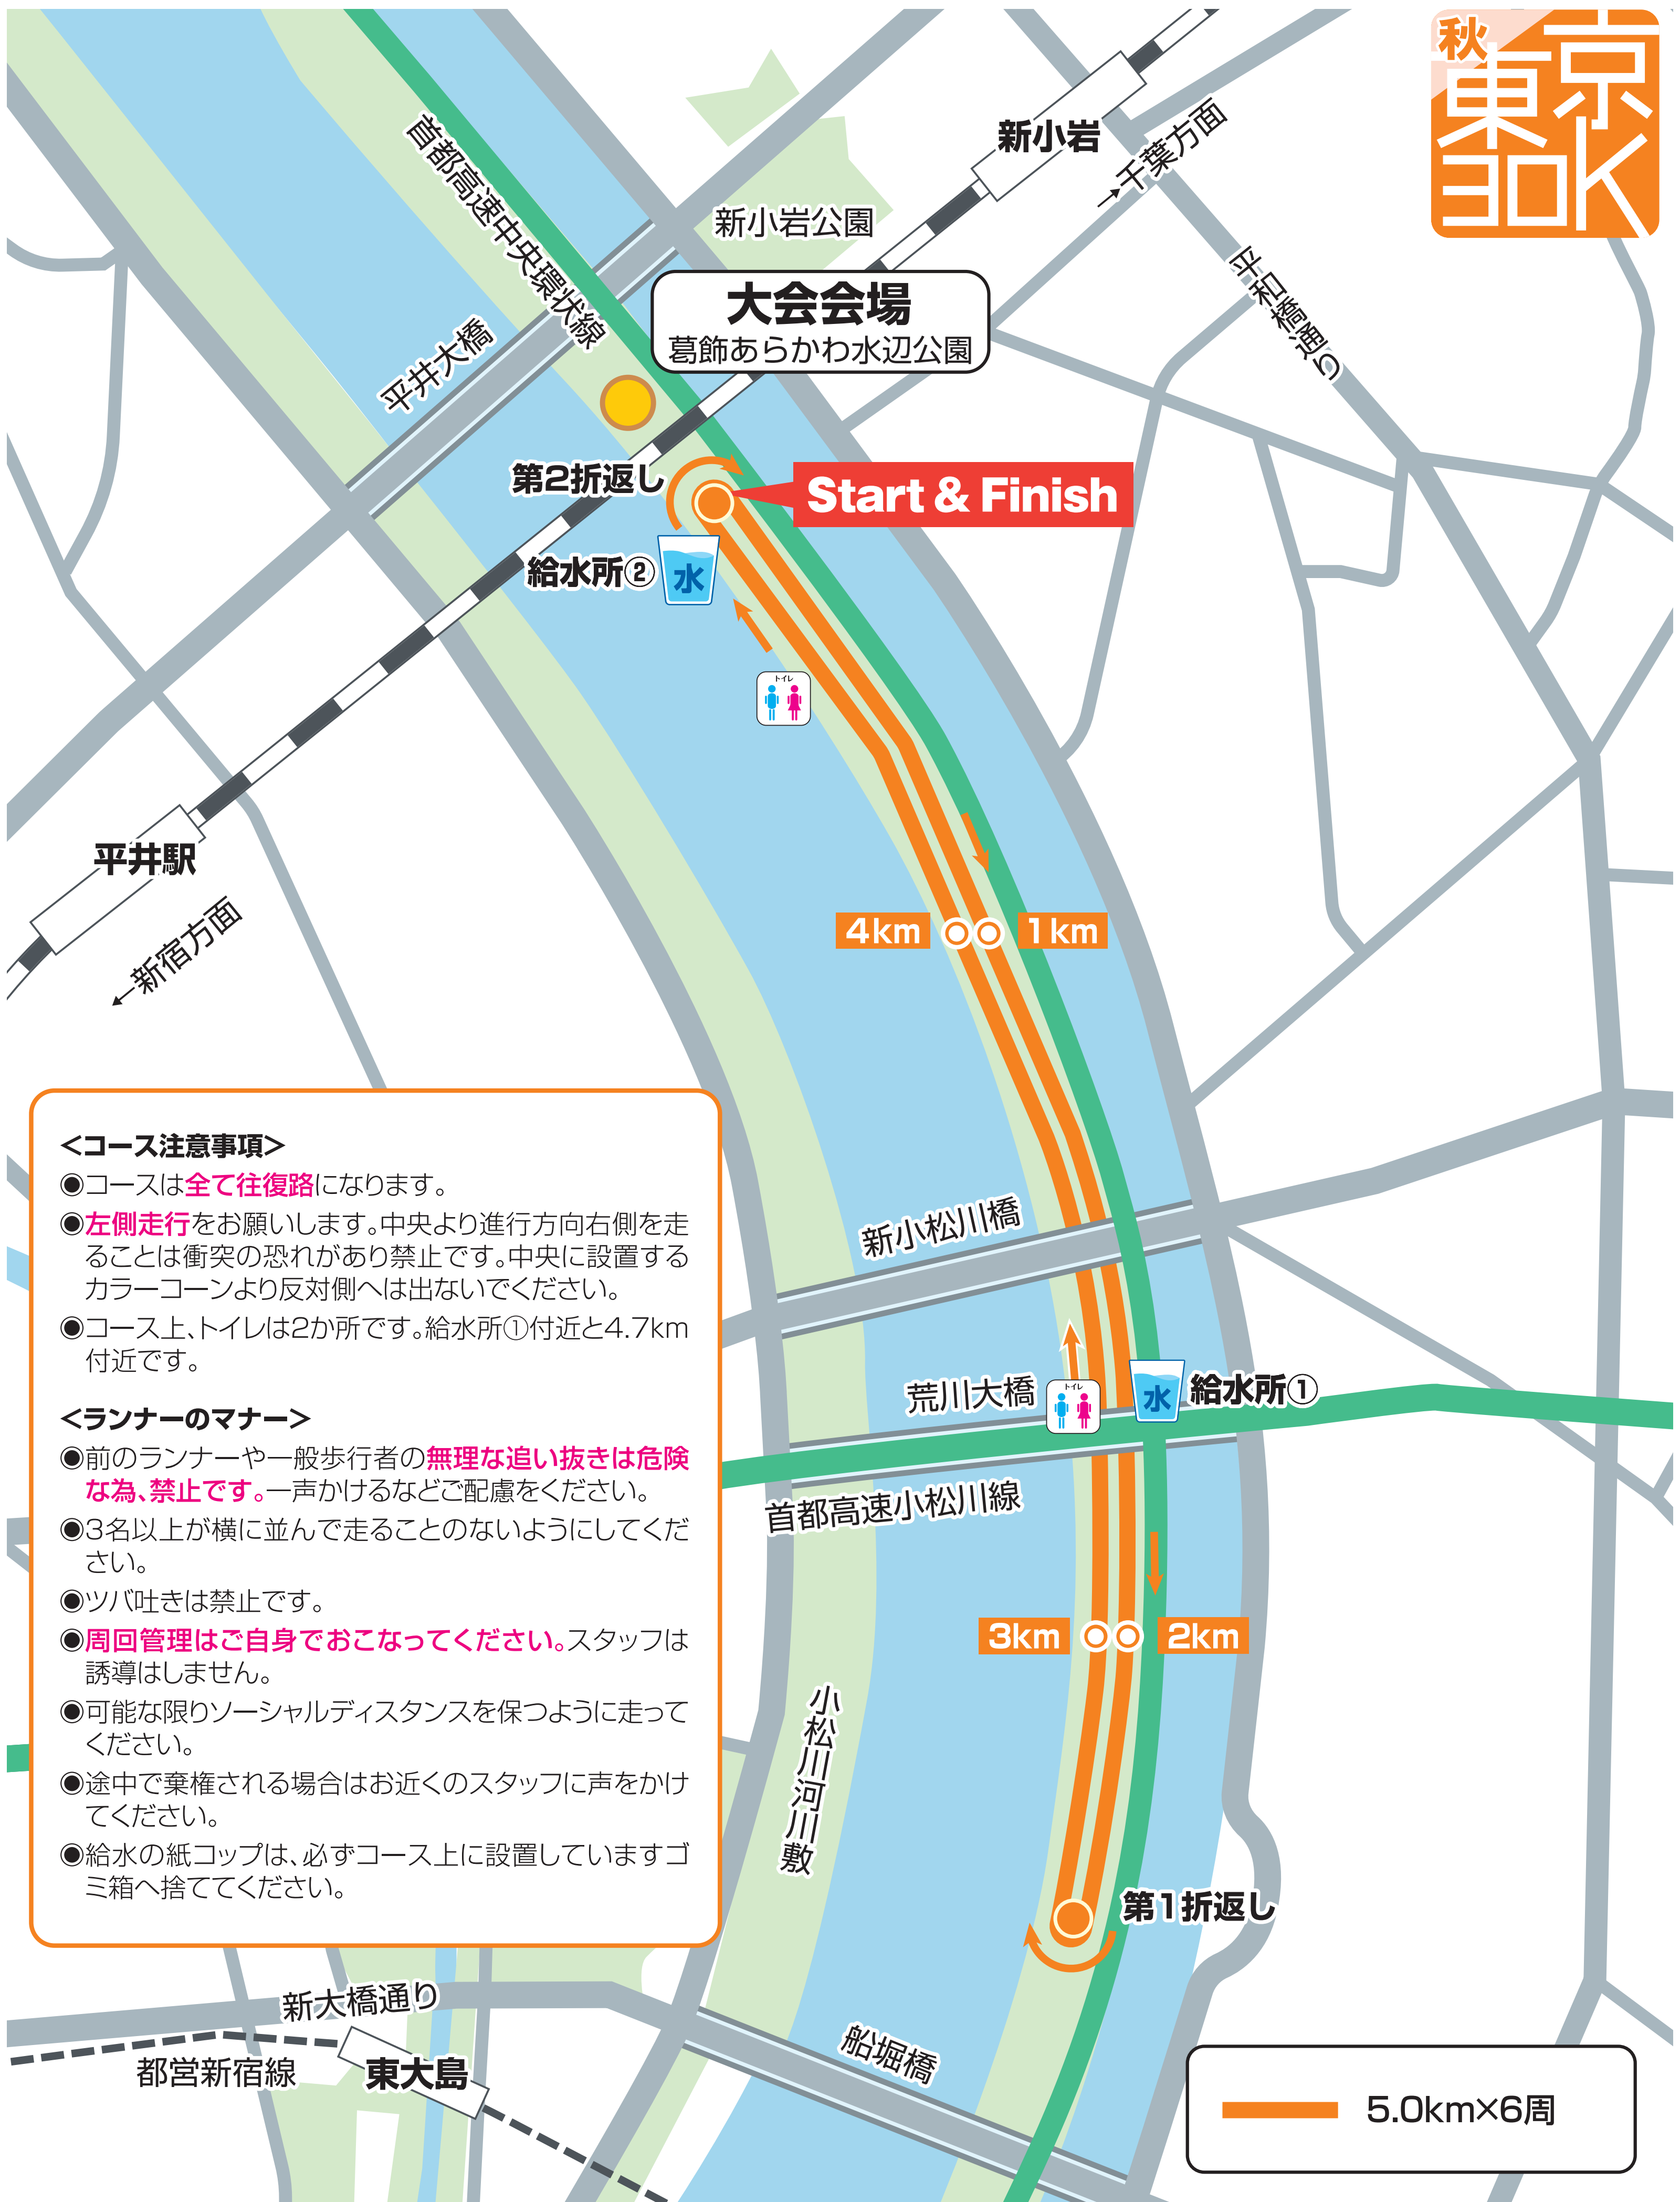 秋
東京
30K
新小岩
→千葉方面
首都高速中央環状線
新小岩公園
平和橋通り
大会会場
葛飾あらかわ水辺公園
平井大橋
第2折返し
Start & Finish
給水所②
水
トイレ
平井駅
←新宿方面
4km
1km
<コース注意事項>
◉コースは全て往復路になります。
◉左側走行をお願いします。中央より進行方向右側を走
ることは衝突の恐れがあり禁止です。中央に設置する
カラーコーンより反対側へは出ないでください。
◉コース上、トイレは2か所です。給水所①付近と4.7km
付近です。
<ランナーのマナー>
◉前のランナーや一般歩行者の無理な追い抜きは危険
な為、禁止です。一声かけるなどご配慮をください。
◉3名以上が横に並んで走ることのないようにしてくだ
さい。
◉ツバ吐きは禁止です。
◉周回管理はご自身でおこなってください。スタッフは
誘導はしません。
◉可能な限りソーシャルディスタンスを保つように走って
ください。
◉途中で棄権される場合はお近くのスタッフに声をかけ
てください。
◉給水の紙コップは、必ずコース上に設置していますゴ
ミ箱へ捨ててください。
新小松川橋
荒川大橋
トイレ
水
給水所①
首都高速小松川線
3km
2km
小松川河川敷
第1折返し
新大橋通り
都営新宿線
東大島
船堀橋
5.0km×6周